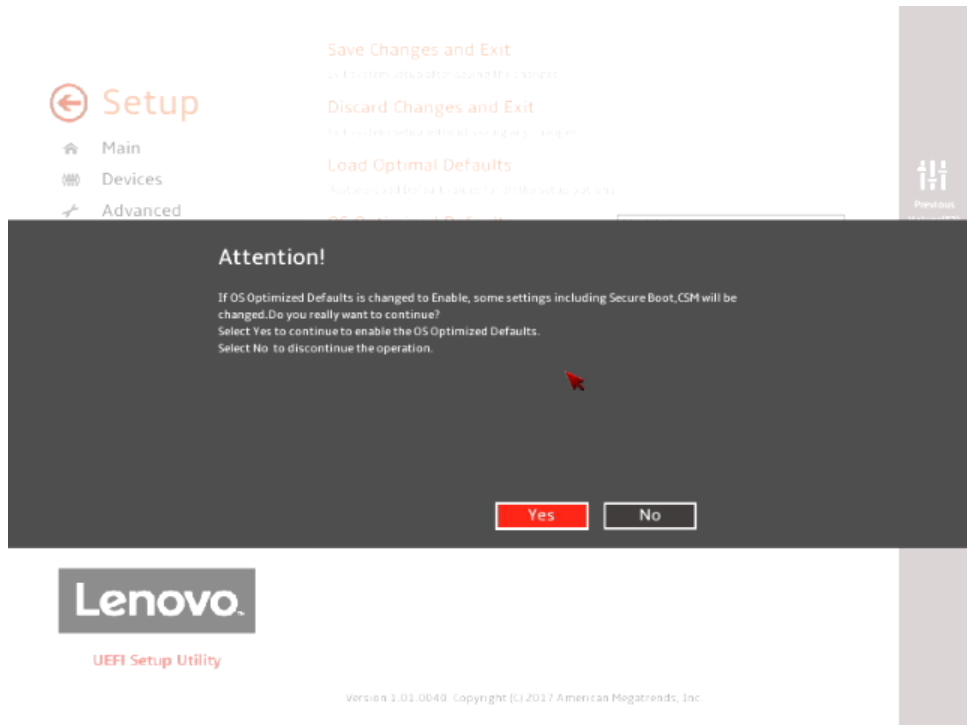 Save Changes and Exit
Setup
Discard Changes and Exit
Main
Load Optimal Defaults
Devices
Advanced
Previous
Attention!
If OS Optimized Defaults is changed to Enable, some settings including Secure Boot,CSM will be
changed.Do you really want to continue?
Select Yes to continue to enable the OS Optimized Defaults.
Select No to discontinue the operation.
Yes
No
Lenovo.
UEFI Setup Utility
Version 1.01.0040. Copyright (C) 2017 American Megatrends, Inc.